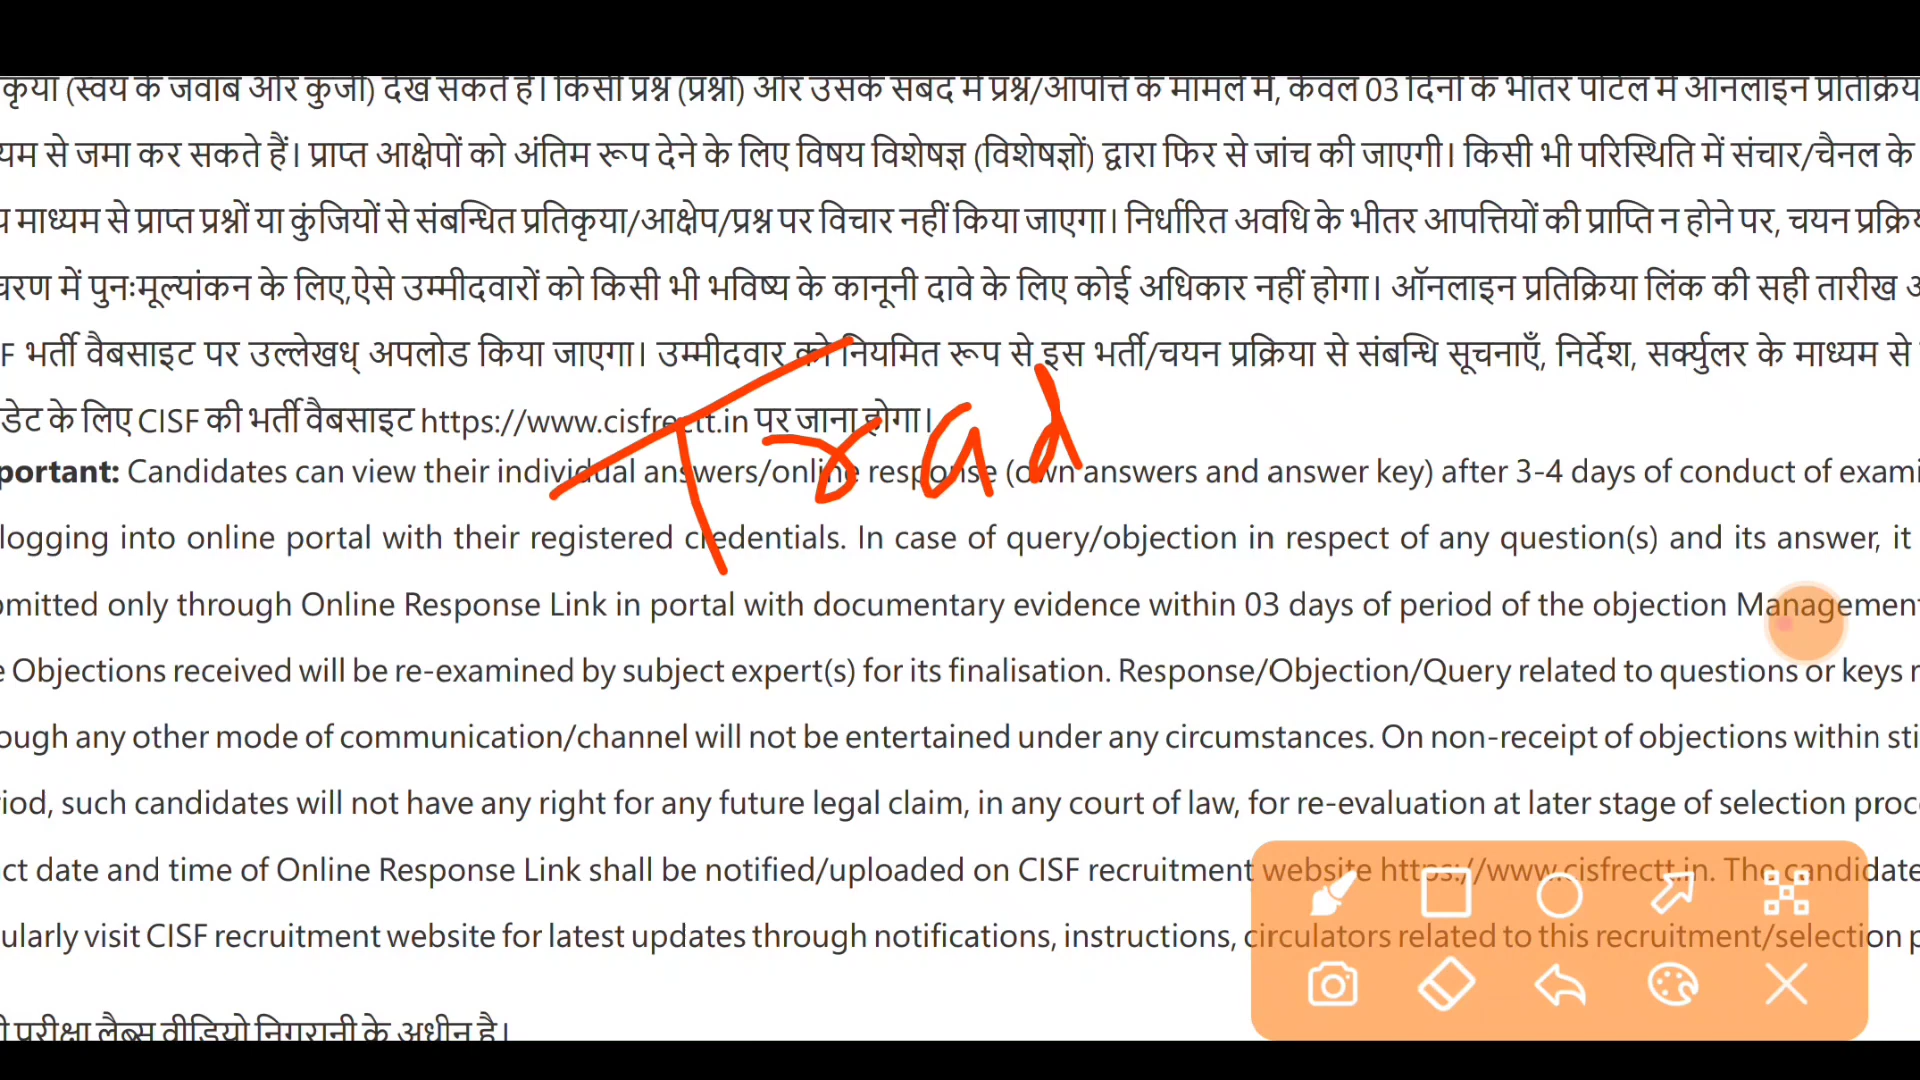 कृया (स्वयं के जवाब और कुंजी) देख सकते हैं। किसी प्रश्न (प्रश्नों) और उसके संबंद में प्रश्न/आपत्ति के मामले में, केवल 03 दिनों के भीतर पोर्टल में ऑनलाइन प्रतिक्रिय
यम से जमा कर सकते हैं। प्राप्त आक्षेपों को अंतिम रूप देने के लिए विषय विशेषज्ञ (विशेषज्ञों) द्वारा फिर से जांच की जाएगी। किसी भी परिस्थिति में संचार/चैनल के
य माध्यम से प्राप्त प्रश्नों या कुंजियों से संबन्धित प्रतिकृया/आक्षेप/प्रश्न पर विचार नहीं किया जाएगा। निर्धारित अवधि के भीतर आपत्तियों की प्राप्ति न होने पर, चयन प्रक्रिय
चरण में पुनःमूल्यांकन के लिए,ऐसे उम्मीदवारों को किसी भी भविष्य के कानूनी दावे के लिए कोई अधिकार नहीं होगा। ऑनलाइन प्रतिक्रिया लिंक की सही तारीख अ
F भर्ती वैबसाइट पर उल्लेखध् अपलोड किया जाएगा। उम्मीदवार को नियमित रूप से इस भर्ती/चयन प्रक्रिया से संबन्धि सूचनाएँ, निर्देश, सर्क्युलर के माध्यम से
डेट के लिए CISF की भर्ती वैबसाइट https://www.cisfrectt.in पर जाना होगा।
Trad
portant: Candidates can view their individual answers/online response (own answers and answer key) after 3-4 days of conduct of exami
logging into online portal with their registered credentials. In case of query/objection in respect of any question(s) and its answer, it
omitted only through Online Response Link in portal with documentary evidence within 03 days of period of the objection Management
e Objections received will be re-examined by subject expert(s) for its finalisation. Response/Objection/Query related to questions or keys r
ough any other mode of communication/channel will not be entertained under any circumstances. On non-receipt of objections within sti
iod, such candidates will not have any right for any future legal claim, in any court of law, for re-evaluation at later stage of selection proc
ct date and time of Online Response Link shall be notified/uploaded on CISF recruitment website https://www.cisfrectt.in. The candidate
ularly visit CISF recruitment website for latest updates through notifications, instructions, circulators related to this recruitment/selection p
ी परीक्षा लैब्स वीडियो निगरानी के अधीन है।